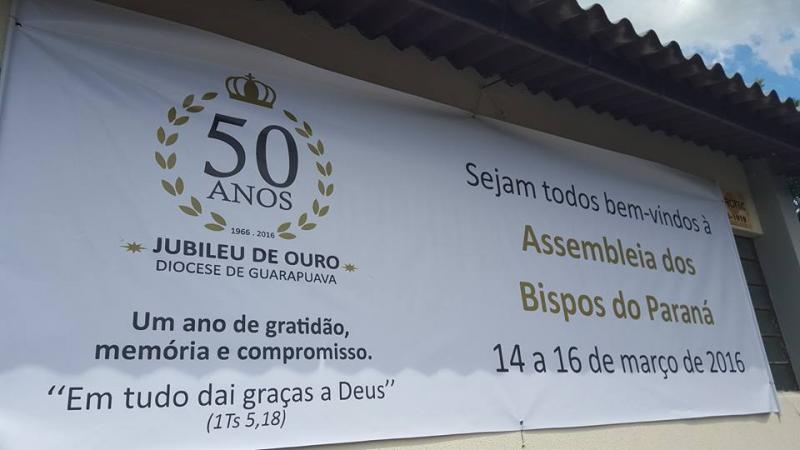 50
ANOS
1966 - 2016
JUBILEU DE OURO
DIOCESE DE GUARAPUAVA
Um ano de gratidão,
memória e compromisso.
“Em tudo dai graças a Deus”
(1Ts 5,18)
Sejam todos bem-vindos à
Assembleia dos
Bispos do Paraná
14 a 16 de março de 2016